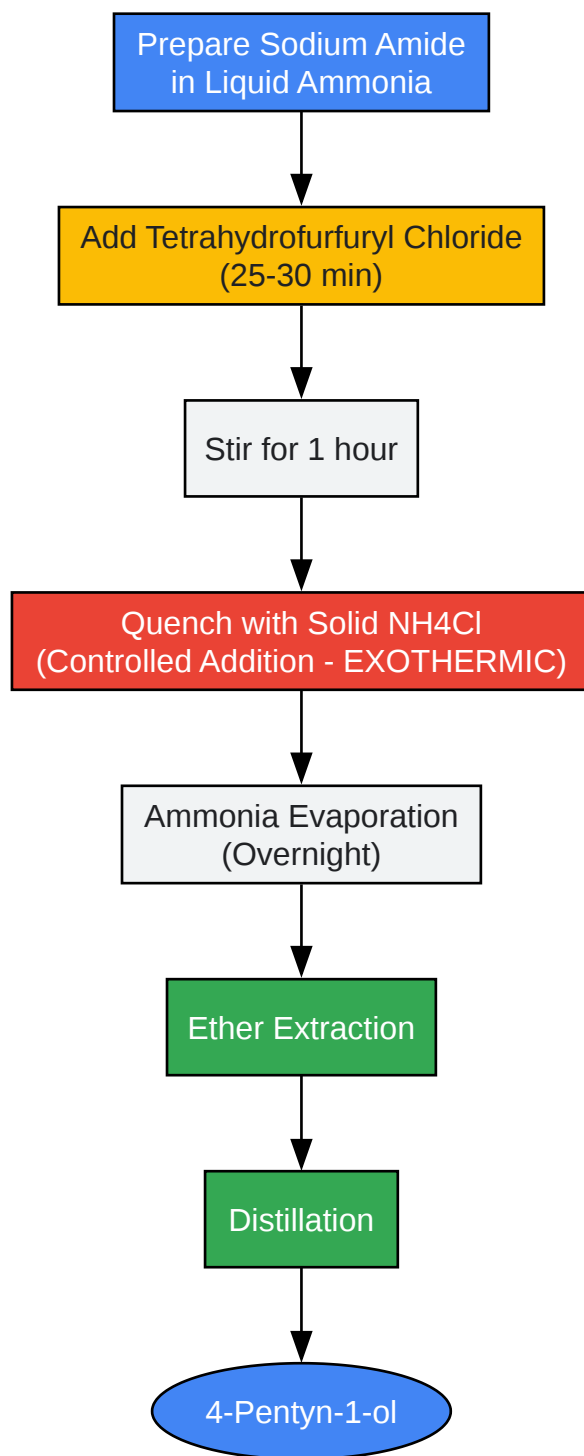 Prepare Sodium Amide
in Liquid Ammonia
Add Tetrahydrofurfuryl Chloride
(25-30 min)
Stir for 1 hour
Quench with Solid NH4Cl
(Controlled Addition - EXOTHERMIC)
Ammonia Evaporation
(Overnight)
Ether Extraction
Distillation
4-Pentyn-1-ol